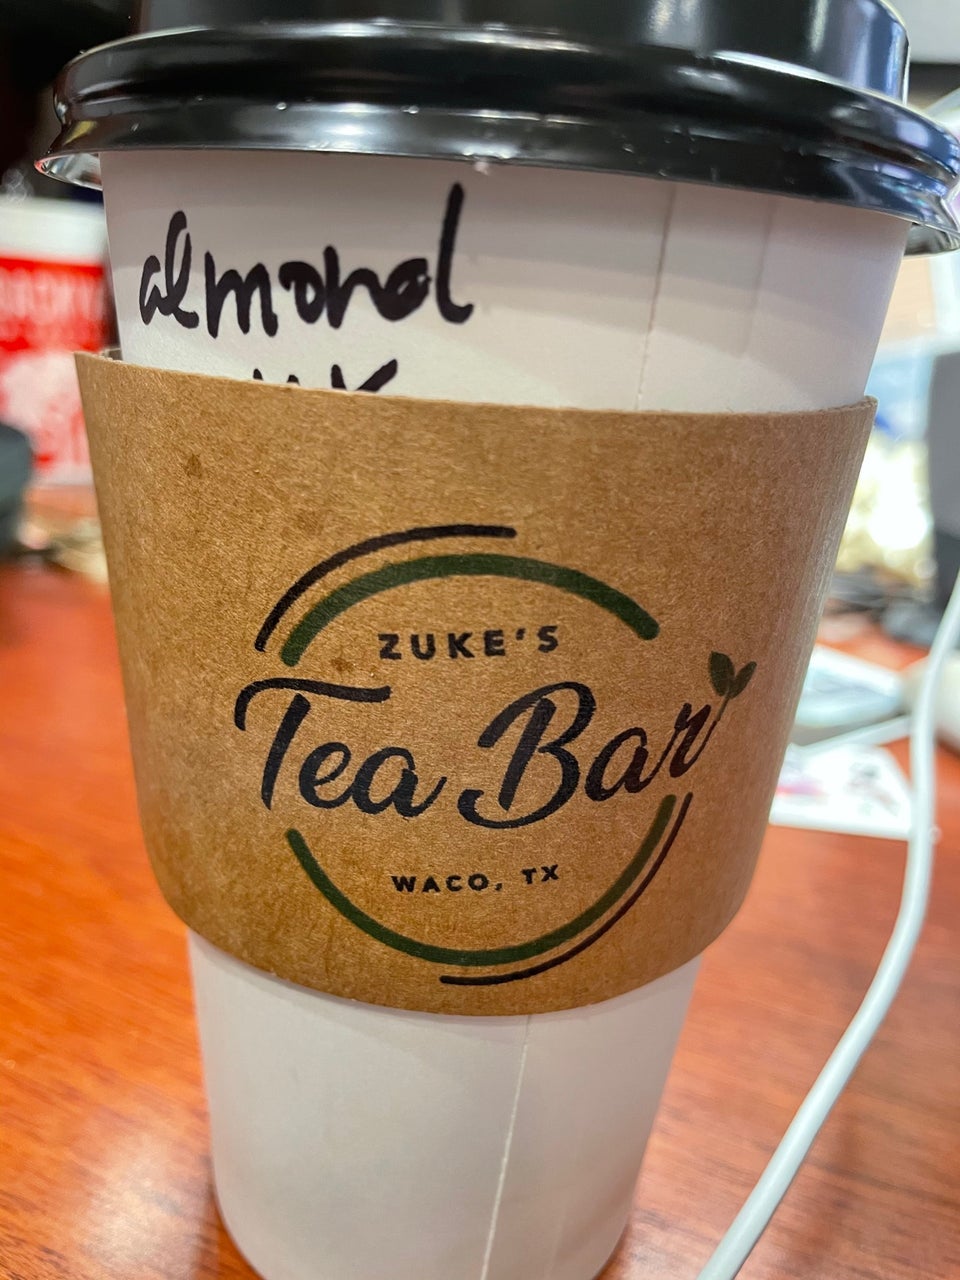 almond
ZUKE'S
Tea Bar
WACO, TX